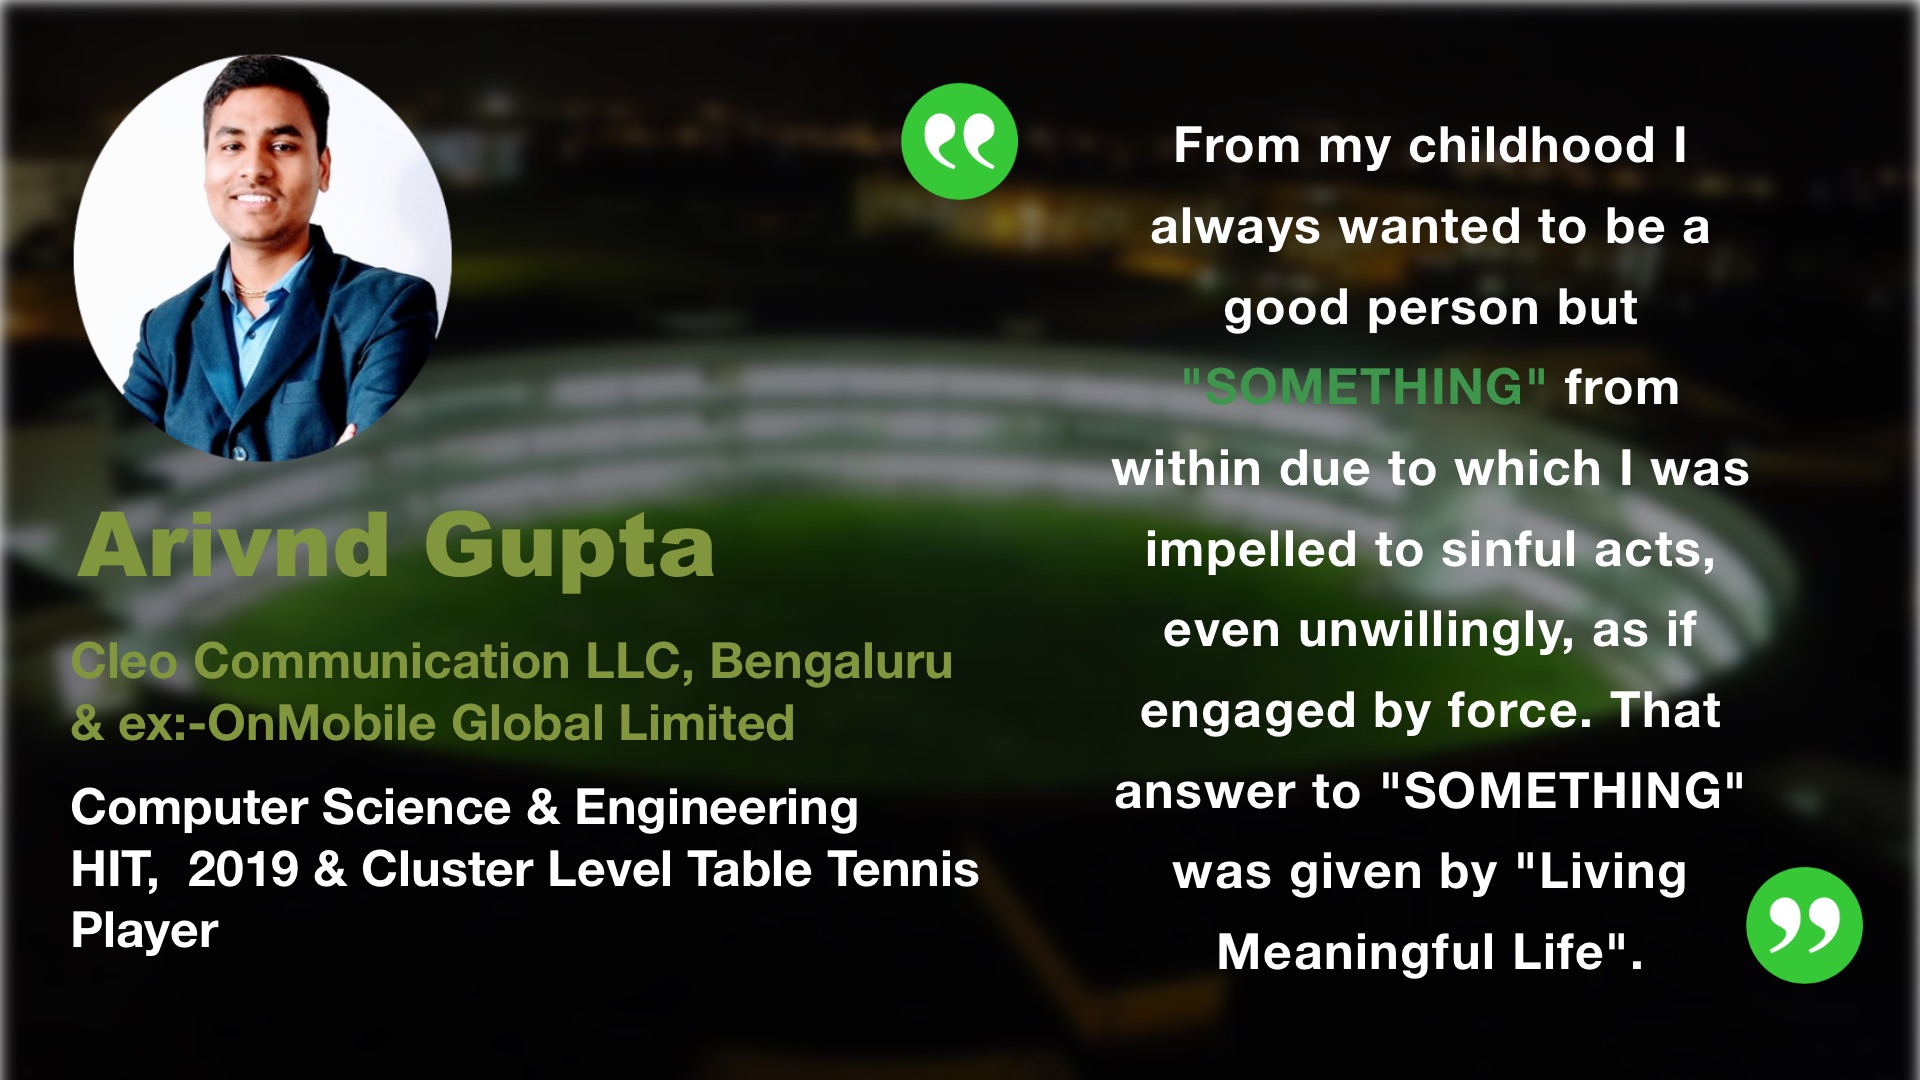 Arivnd Gupta
Cleo Communication LLC, Bengaluru
& ex:-OnMobile Global Limited
Computer Science & Engineering
HIT,  2019 & Cluster Level Table Tennis
Player
From my childhood I
always wanted to be a
good person but
"SOMETHING" from
within due to which I was
impelled to sinful acts,
even unwillingly, as if
engaged by force. That
answer to "SOMETHING"
was given by "Living
Meaningful Life".